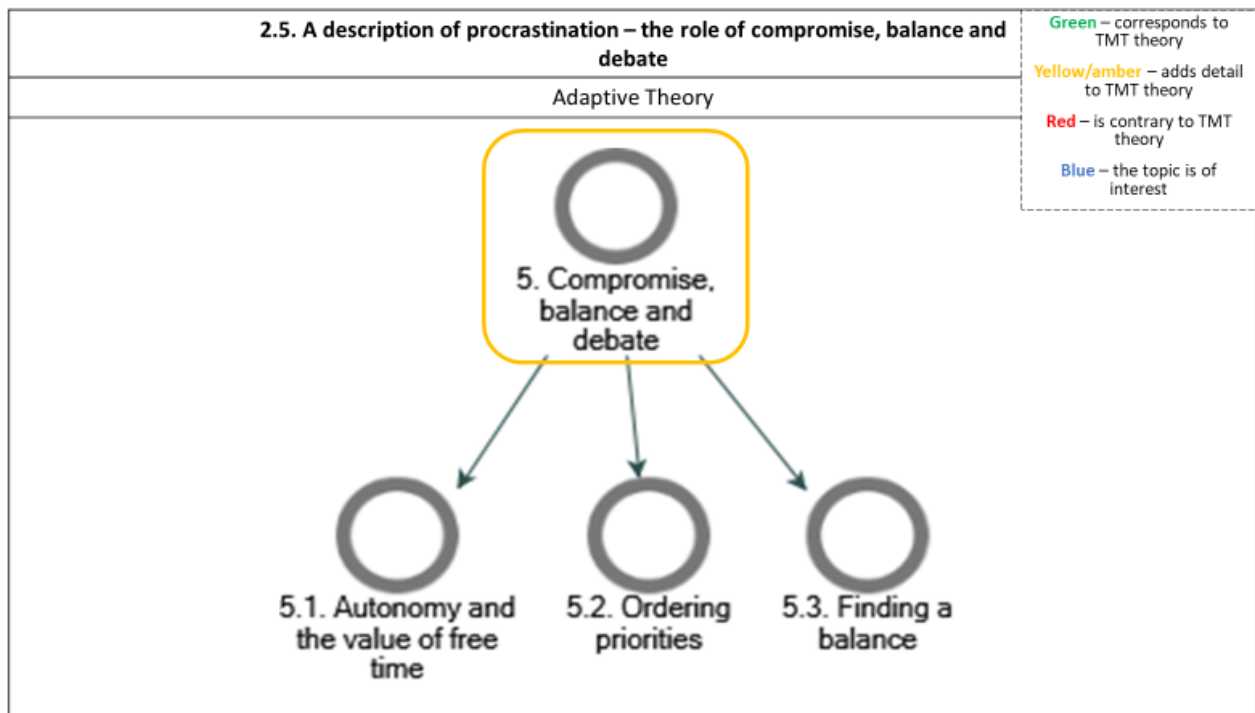 2.5. A description of procrastination – the role of compromise, balance and
debate
Adaptive Theory
Green – corresponds to
TMT theory
Yellow/amber – adds detail
to TMT theory
Red – is contrary to TMT
theory
Blue – the topic is of
interest
5. Compromise,
balance and
debate
5.1. Autonomy and
the value of free
time
5.2. Ordering
priorities
5.3. Finding a
balance